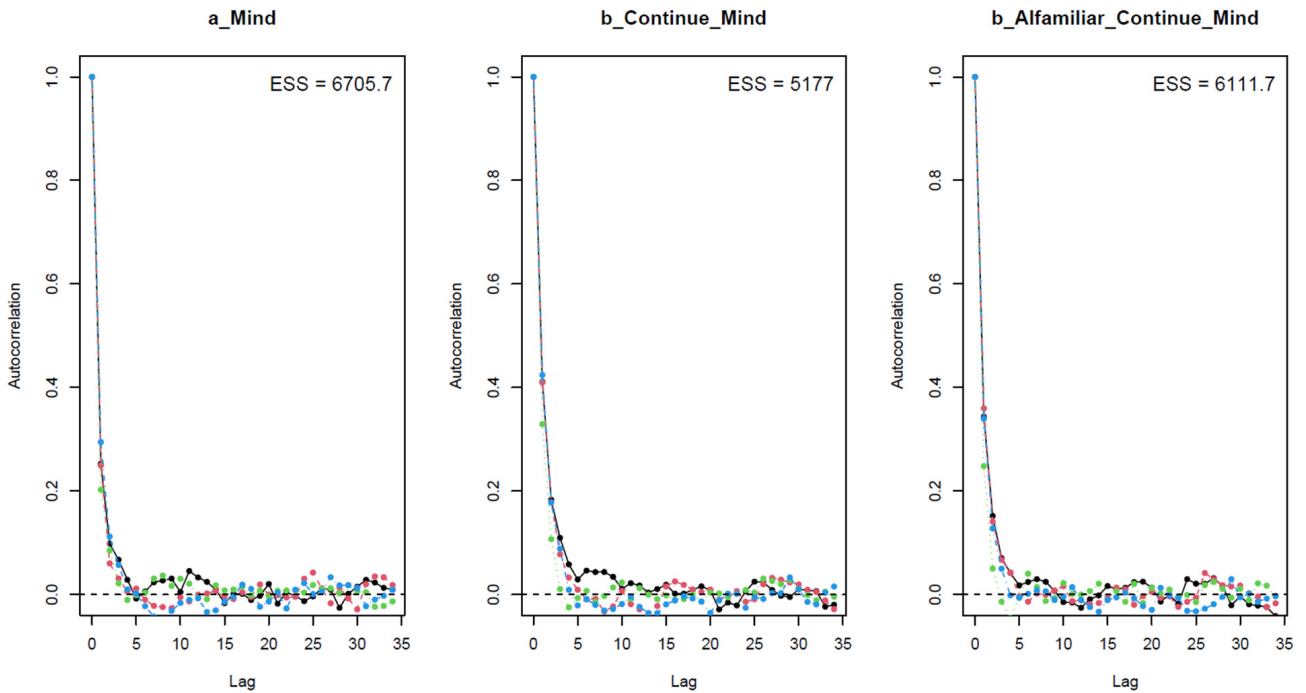 a_Mind
ESS = 6705.7
Autocorrelation
1.0
0.8
0.6
0.4
0.2
0.0
0 5 10 15 20 25 30 35
Lag
b_Continue_Mind
ESS = 5177
Autocorrelation
1.0
0.8
0.6
0.4
0.2
0.0
0 5 10 15 20 25 30 35
Lag
b_Alfamiliar_Continue_Mind
ESS = 6111.7
Autocorrelation
1.0
0.8
0.6
0.4
0.2
0.0
0 5 10 15 20 25 30 35
Lag